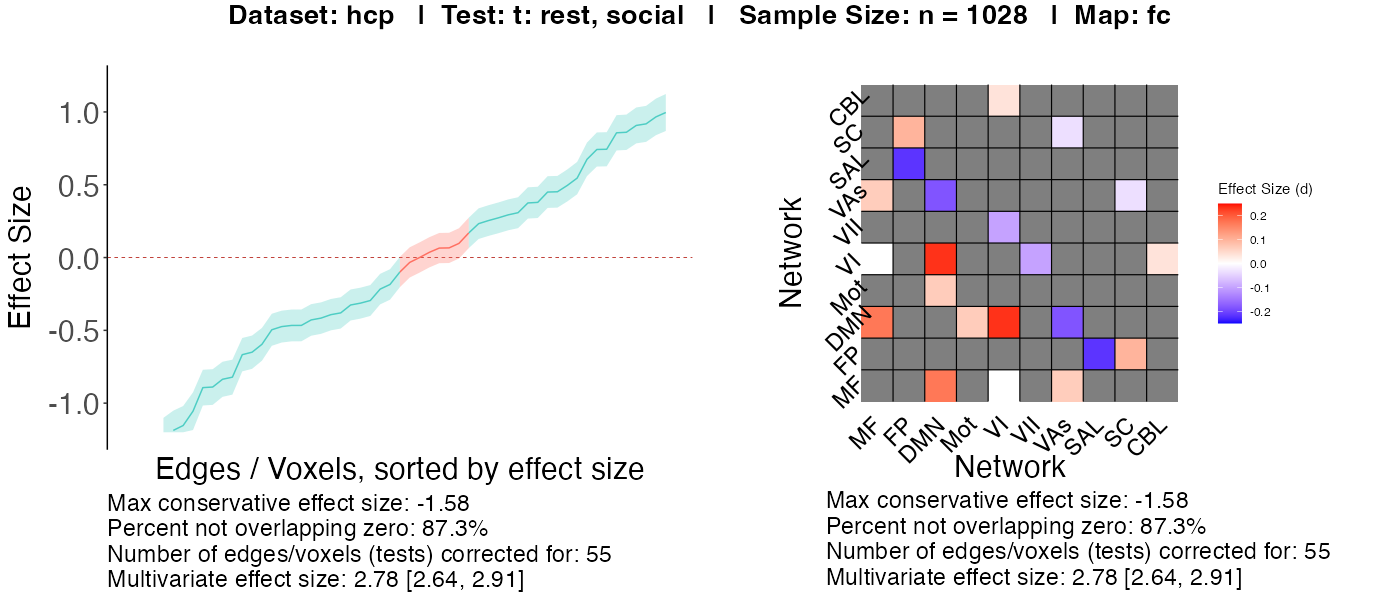 Dataset: hcp | Test: t: rest, social | Sample Size: n = 1028 | Map: fc
Effect Size
1.0
0.5
0.0
-0.5
-1.0
Edges / Voxels, sorted by effect size
Max conservative effect size: -1.58
Percent not overlapping zero: 87.3%
Number of edges/voxels (tests) corrected for: 55
Multivariate effect size: 2.78 [2.64, 2.91]
Network
CBL
SC
SAL
VAs
VII
VI
Mot
DMN
FP
MF
MF
FP
DMN
Mot
VI
VII
VAs
SAL
SC
CBL
Network
Effect Size (d)
0.2
0.1
0.0
-0.1
-0.2
Max conservative effect size: -1.58
Percent not overlapping zero: 87.3%
Number of edges/voxels (tests) corrected for: 55
Multivariate effect size: 2.78 [2.64, 2.91]